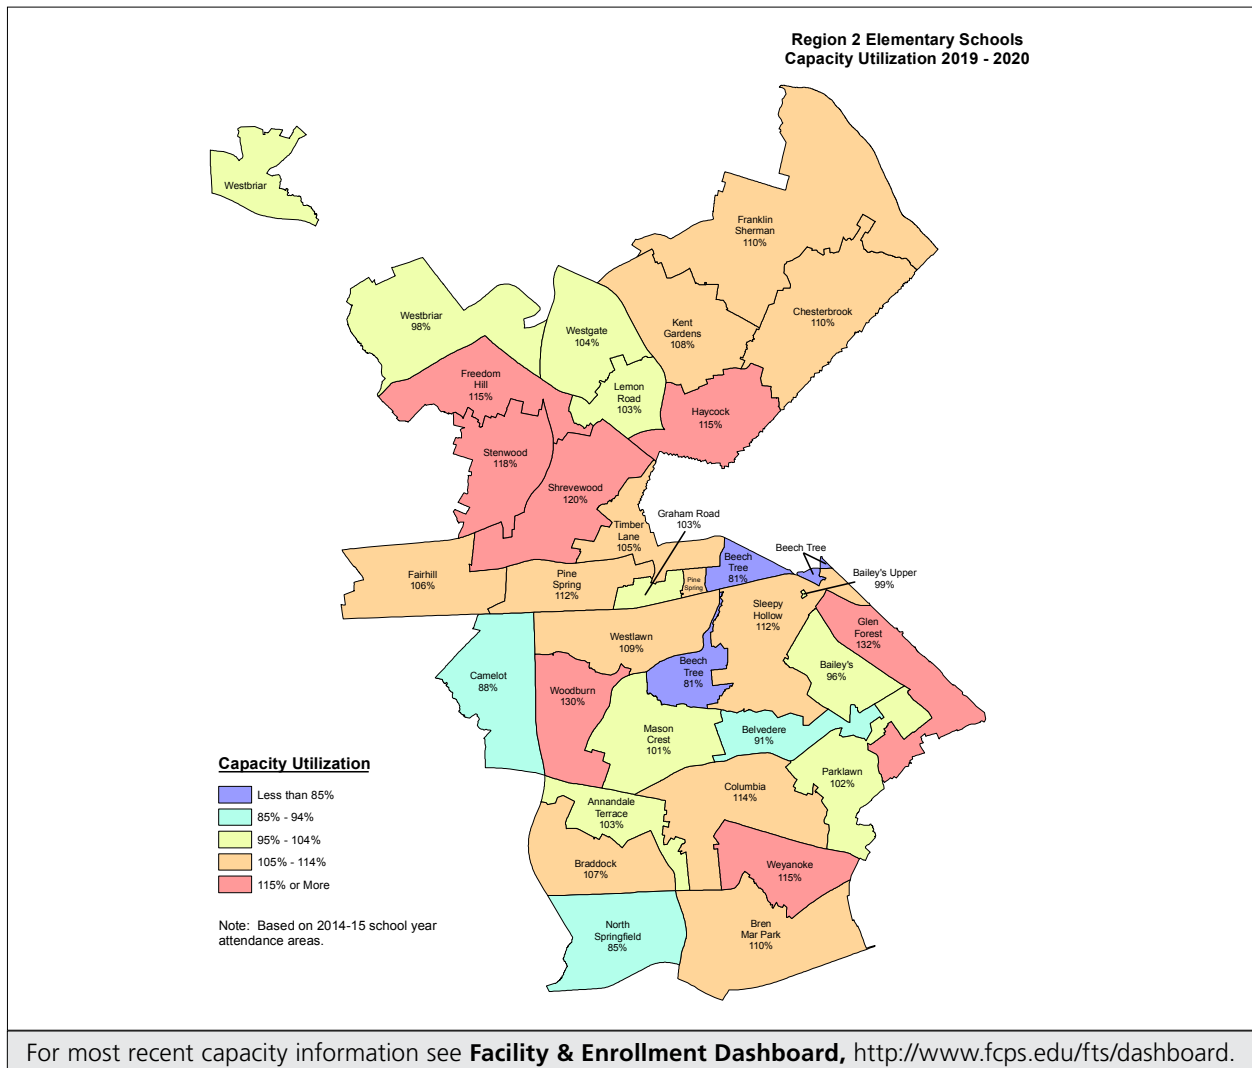 Region 2 Elementary Schools
Capacity Utilization 2019 - 2020
Westbriar
Franklin
Sherman
110%
Chesterbrook
110%
Westbriar
98%
Westgate
104%
Kent
Gardens
108%
Freedom
Hill
115%
Lemon
Road
103%
Haycock
115%
Stenwood
118%
Shrevewood
120%
Graham Road
103%
Timber
Lane
105%
Beech Tree
Beech
Tree
81%
Bailey's Upper
99%
Fairhill
106%
Pine
Spring
112%
Pine
Spring
Sleepy
Hollow
112%
Glen
Forest
132%
Westlawn
109%
Bailey's
96%
Camelot
88%
Beech
Tree
81%
Woodburn
130%
Mason
Crest
101%
Belvedere
91%
Parklawn
102%
Columbia
114%
Annandale
Terrace
103%
Braddock
107%
Weyanoke
115%
North
Springfield
85%
Bren
Mar Park
110%
Capacity Utilization
Less than 85%
85% - 94%
95% - 104%
105% - 114%
115% or More
Note: Based on 2014-15 school year
attendance areas.
For most recent capacity information see Facility & Enrollment Dashboard, http://www.fcps.edu/fts/dashboard.